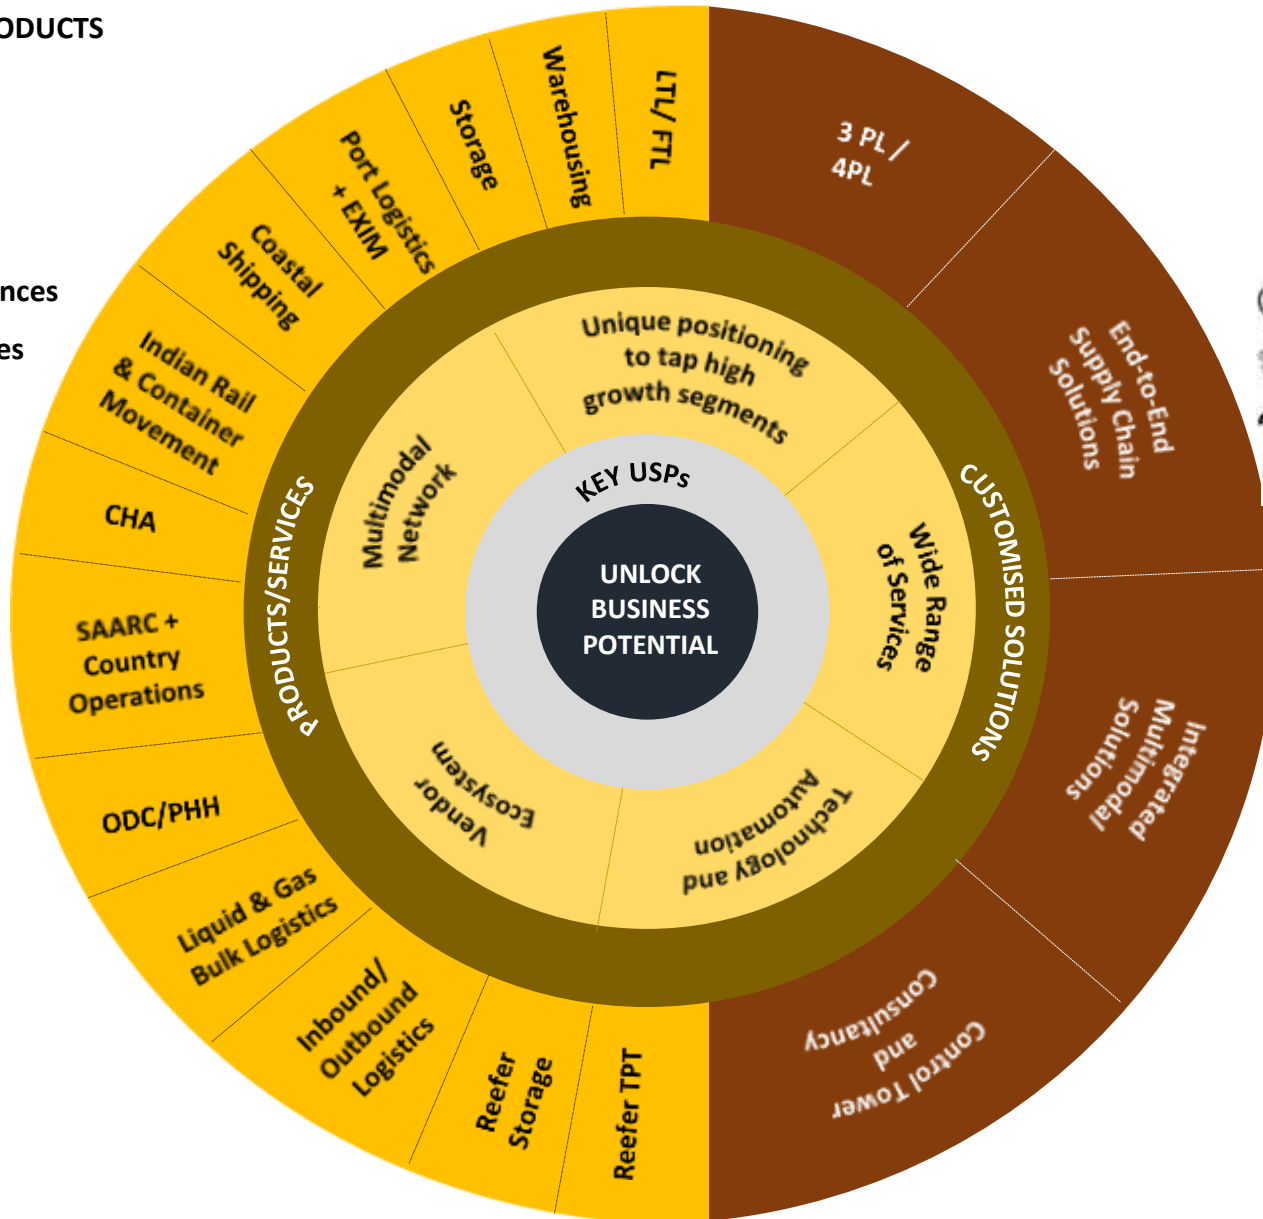 ODUCTS
nces
es
LTL/ FTL
Warehousing
Storage
Port Logistics
+ EXIM
Coastal
Shipping
Indian Rail
& Container
Movement
CHA
SAARC +
Country
Operations
ODC/PHH
Liquid & Gas
Bulk Logistics
Inbound/
Outbound
Logistics
Reefer
Storage
Reefer TPT
3 PL /
4PL
End-to-End
Supply Chain
Solutions
Integrated
Multimodal
Solutions
Control Tower
and
Consultancy
PRODUCTS/SERVICES
CUSTOMISED SOLUTIONS
Unique positioning
to tap high
growth segments
Wide Range
of Services
Technology and
Automation
Vendor
Ecosystem
Multimodal
Network
KEY USPs
UNLOCK
BUSINESS
POTENTIAL